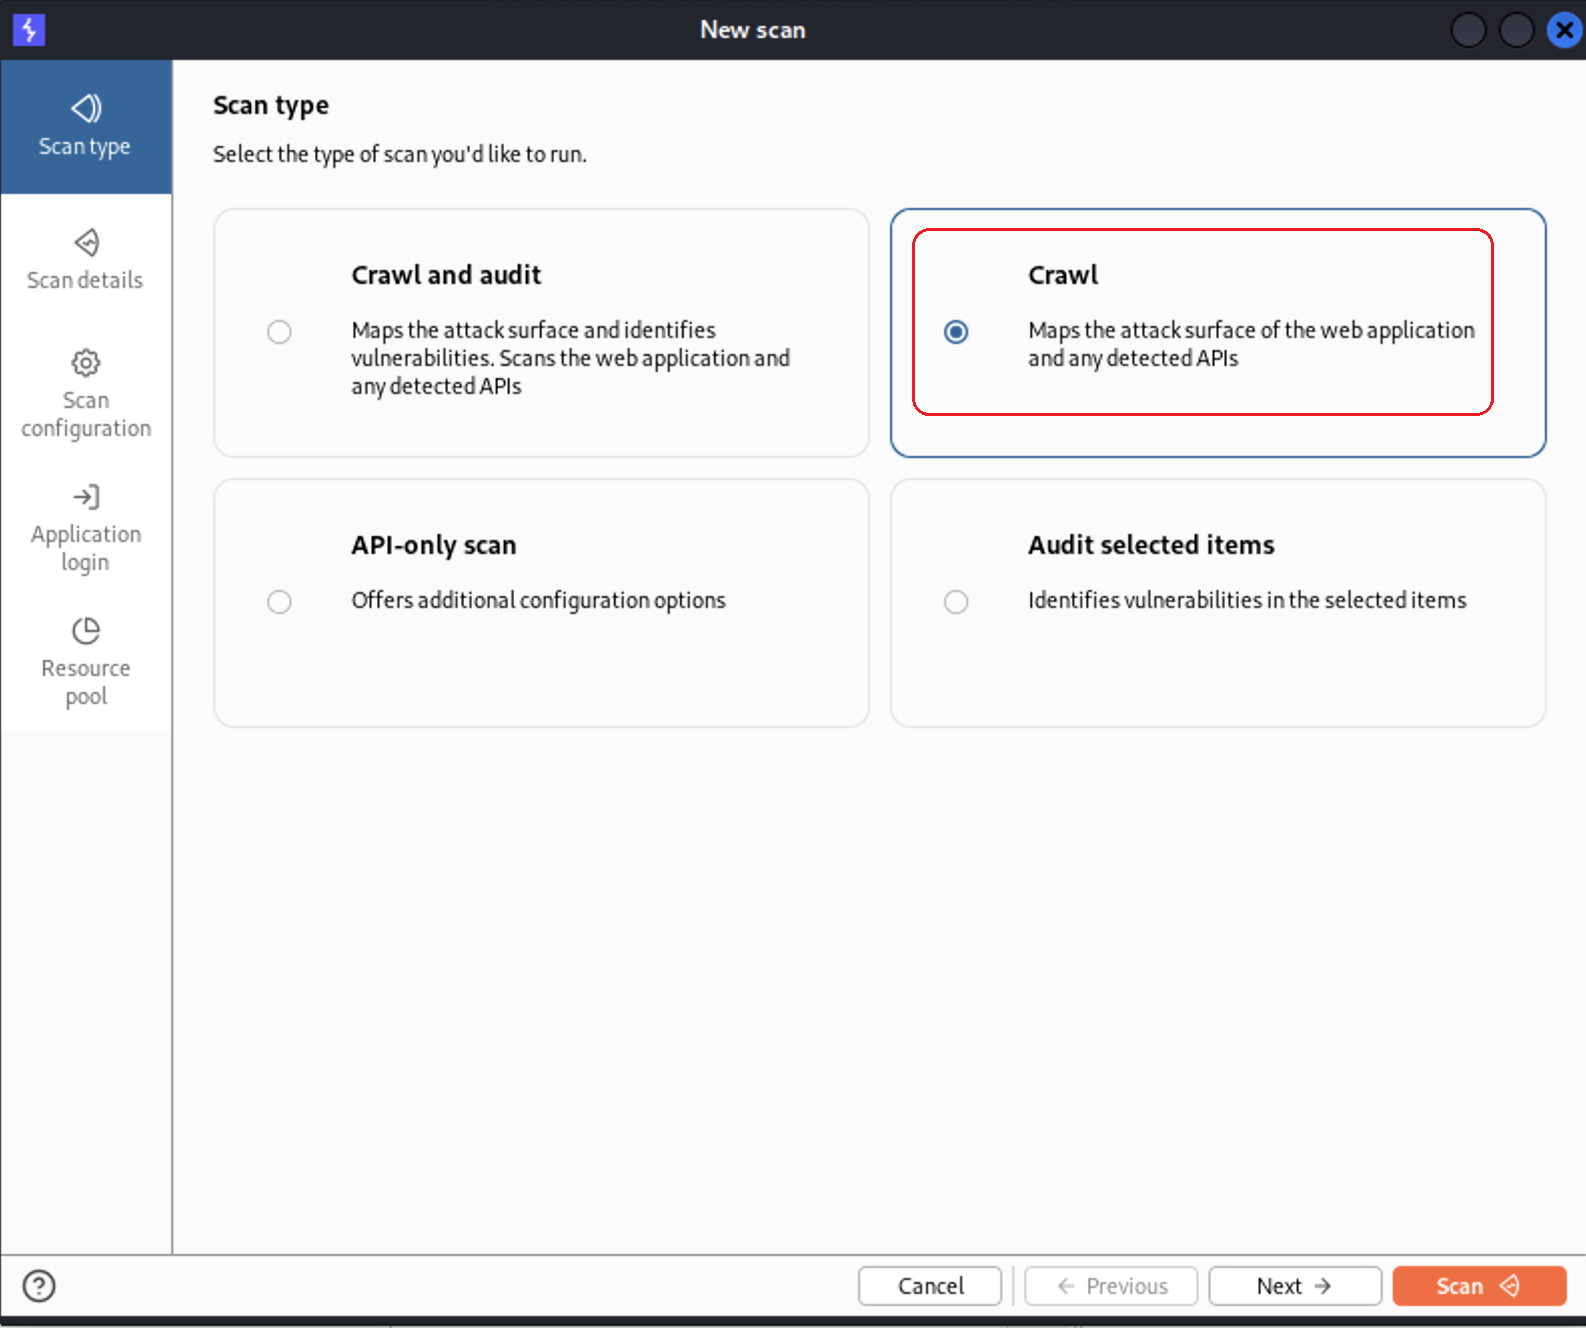 New scan
Scan type
Scan details
Scan
configuration
Application
login
Resource
pool
Scan type
Select the type of scan you'd like to run.
Crawl and audit
Maps the attack surface and identifies
vulnerabilities. Scans the web application and
any detected APIs
Crawl
Maps the attack surface of the web application
and any detected APIs
API-only scan
Offers additional configuration options
Audit selected items
Identifies vulnerabilities in the selected items
?
Cancel
← Previous
Next →
Scan